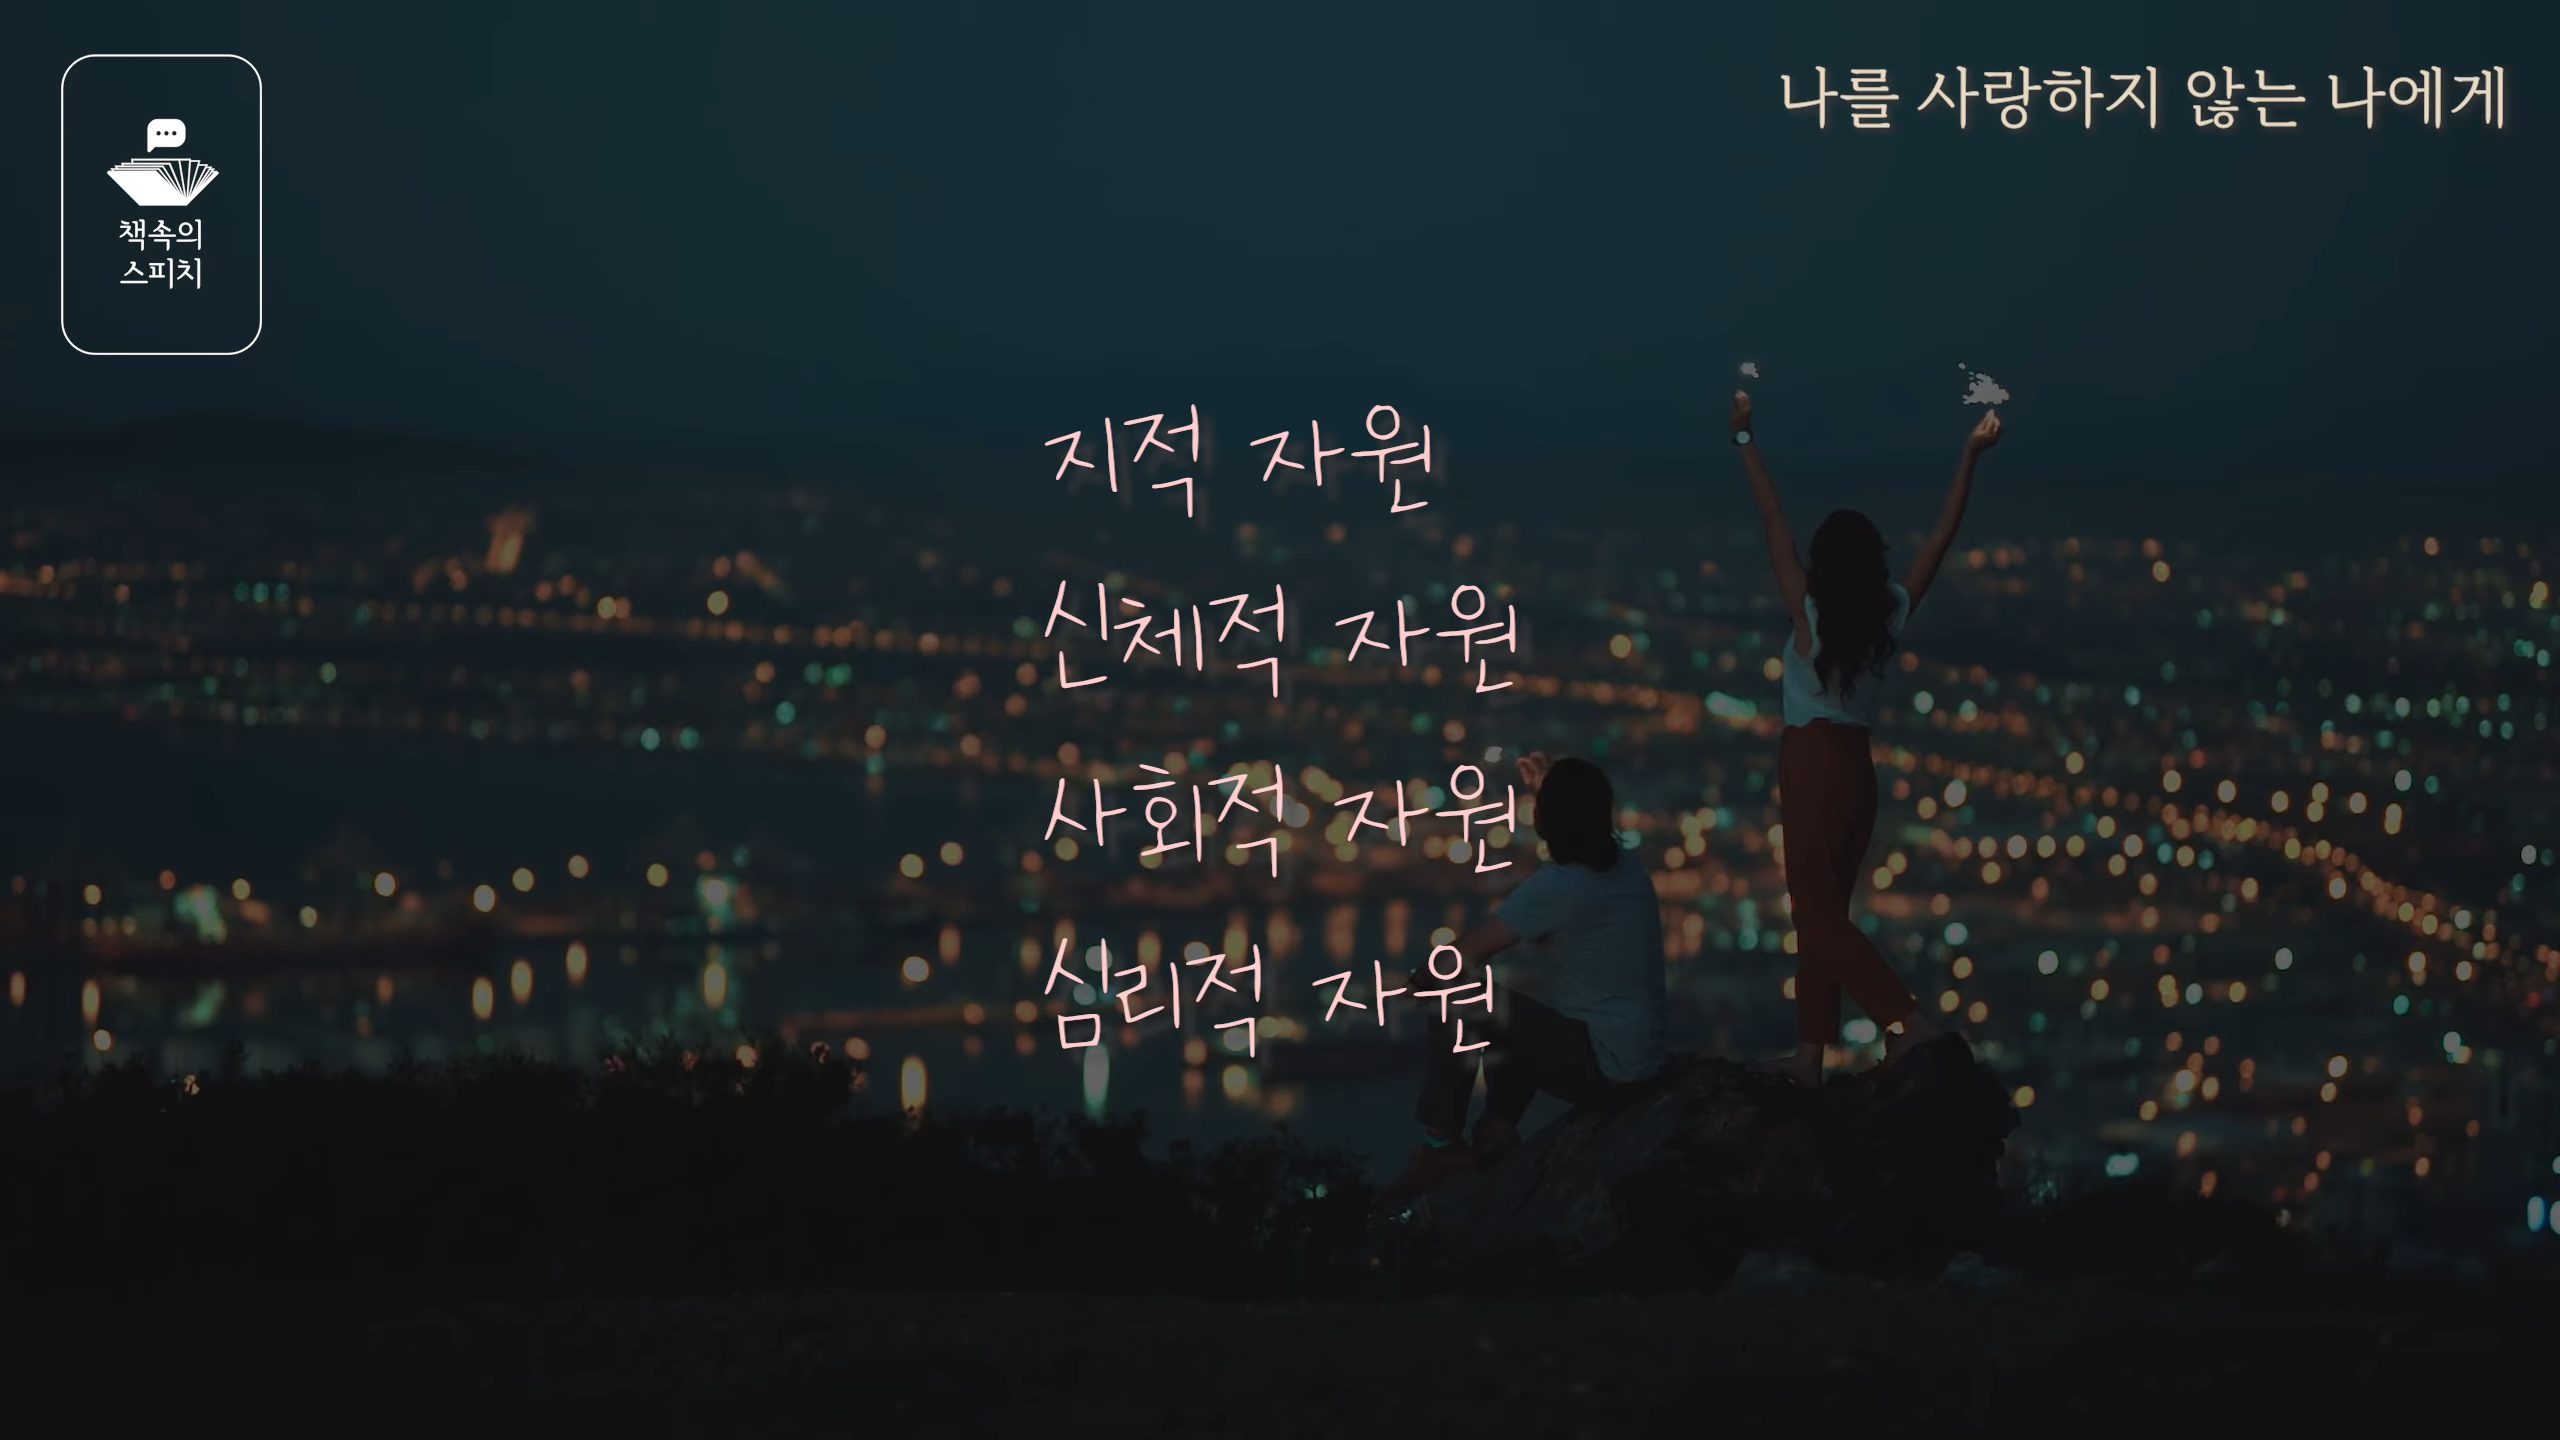 책속의
스피치
나를 사랑하지 않는 나에게
지적 자원
신체적 자원
사회적 자원
심리적 자원